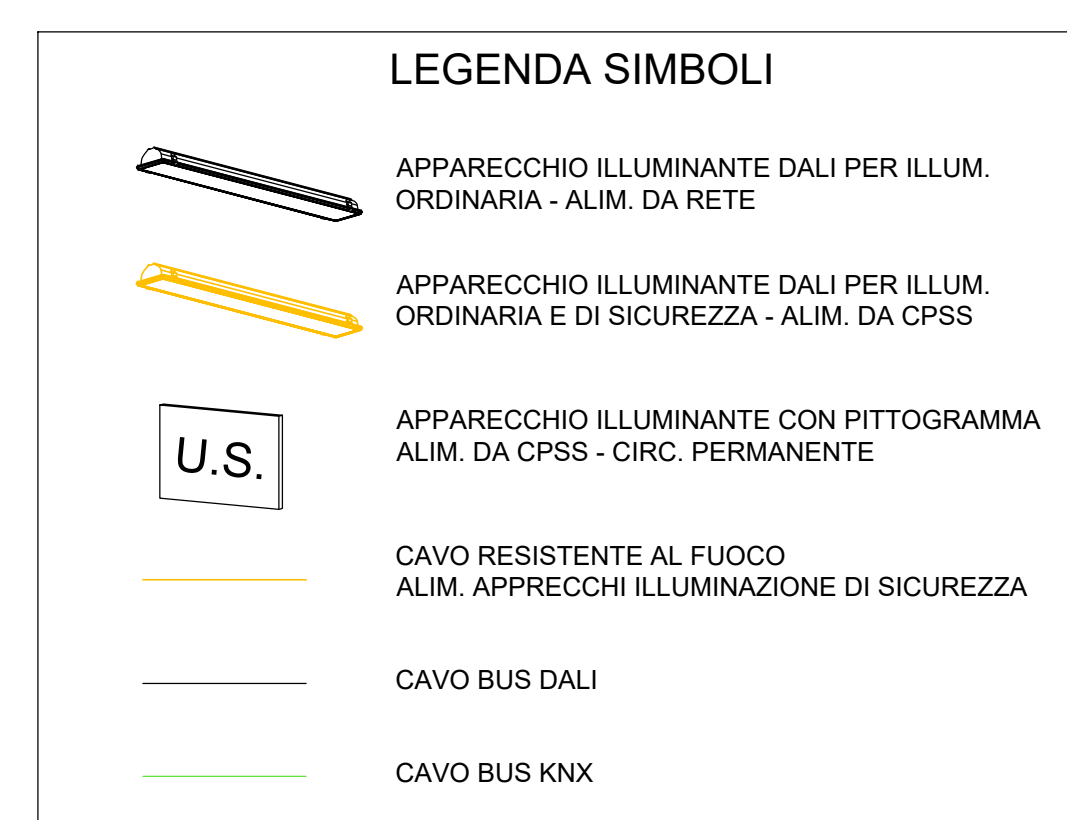 LEGENDA SIMBOLI
APPARECCHIO ILLUMINANTE DALI PER ILLUM.
ORDINARIA - ALIM. DA RETE
APPARECCHIO ILLUMINANTE DALI PER ILLUM.
ORDINARIA E DI SICUREZZA - ALIM. DA CPSS
U.S.
APPARECCHIO ILLUMINANTE CON PITTOGRAMMA
ALIM. DA CPSS - CIRC. PERMANENTE
CAVO RESISTENTE AL FUOCO
ALIM. APPRECCHI ILLUMINAZIONE DI SICUREZZA
CAVO BUS DALI
CAVO BUS KNX